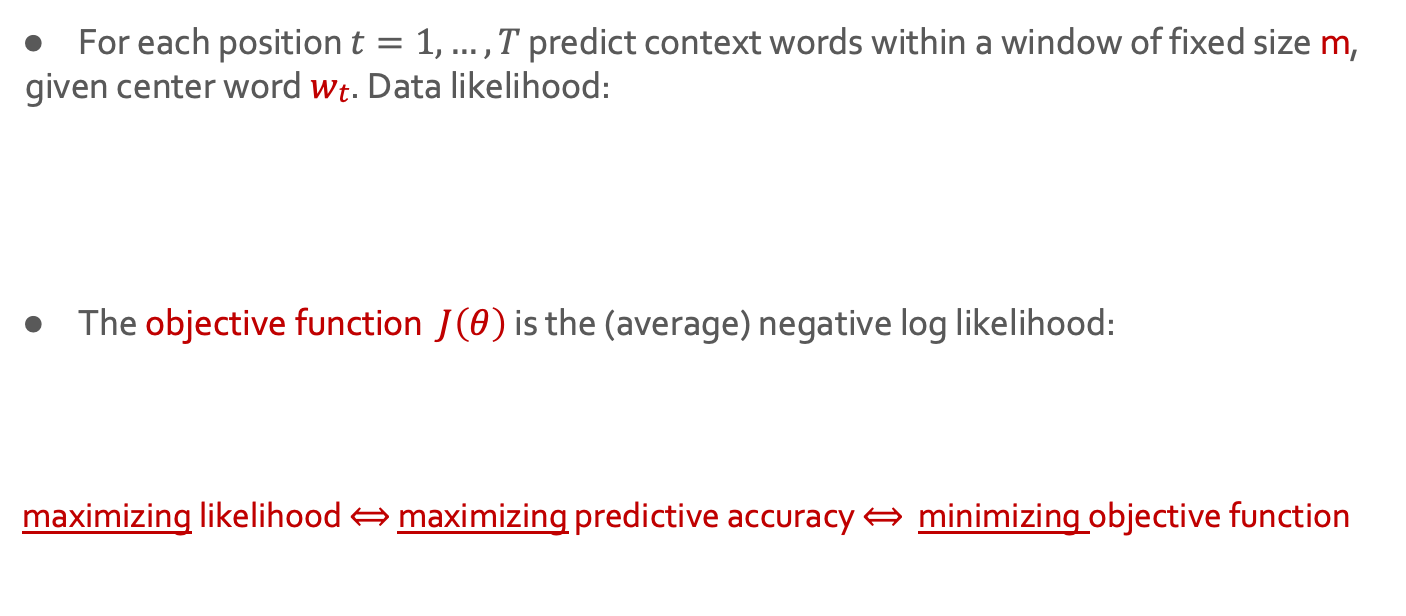 ● For each position t = 1, … , T predict context words within a window of fixed size m,
given center word wₜ. Data likelihood:
● The objective function J(θ) is the (average) negative log likelihood:
maximizing likelihood ⟺ maximizing predictive accuracy ⟺ minimizing objective function